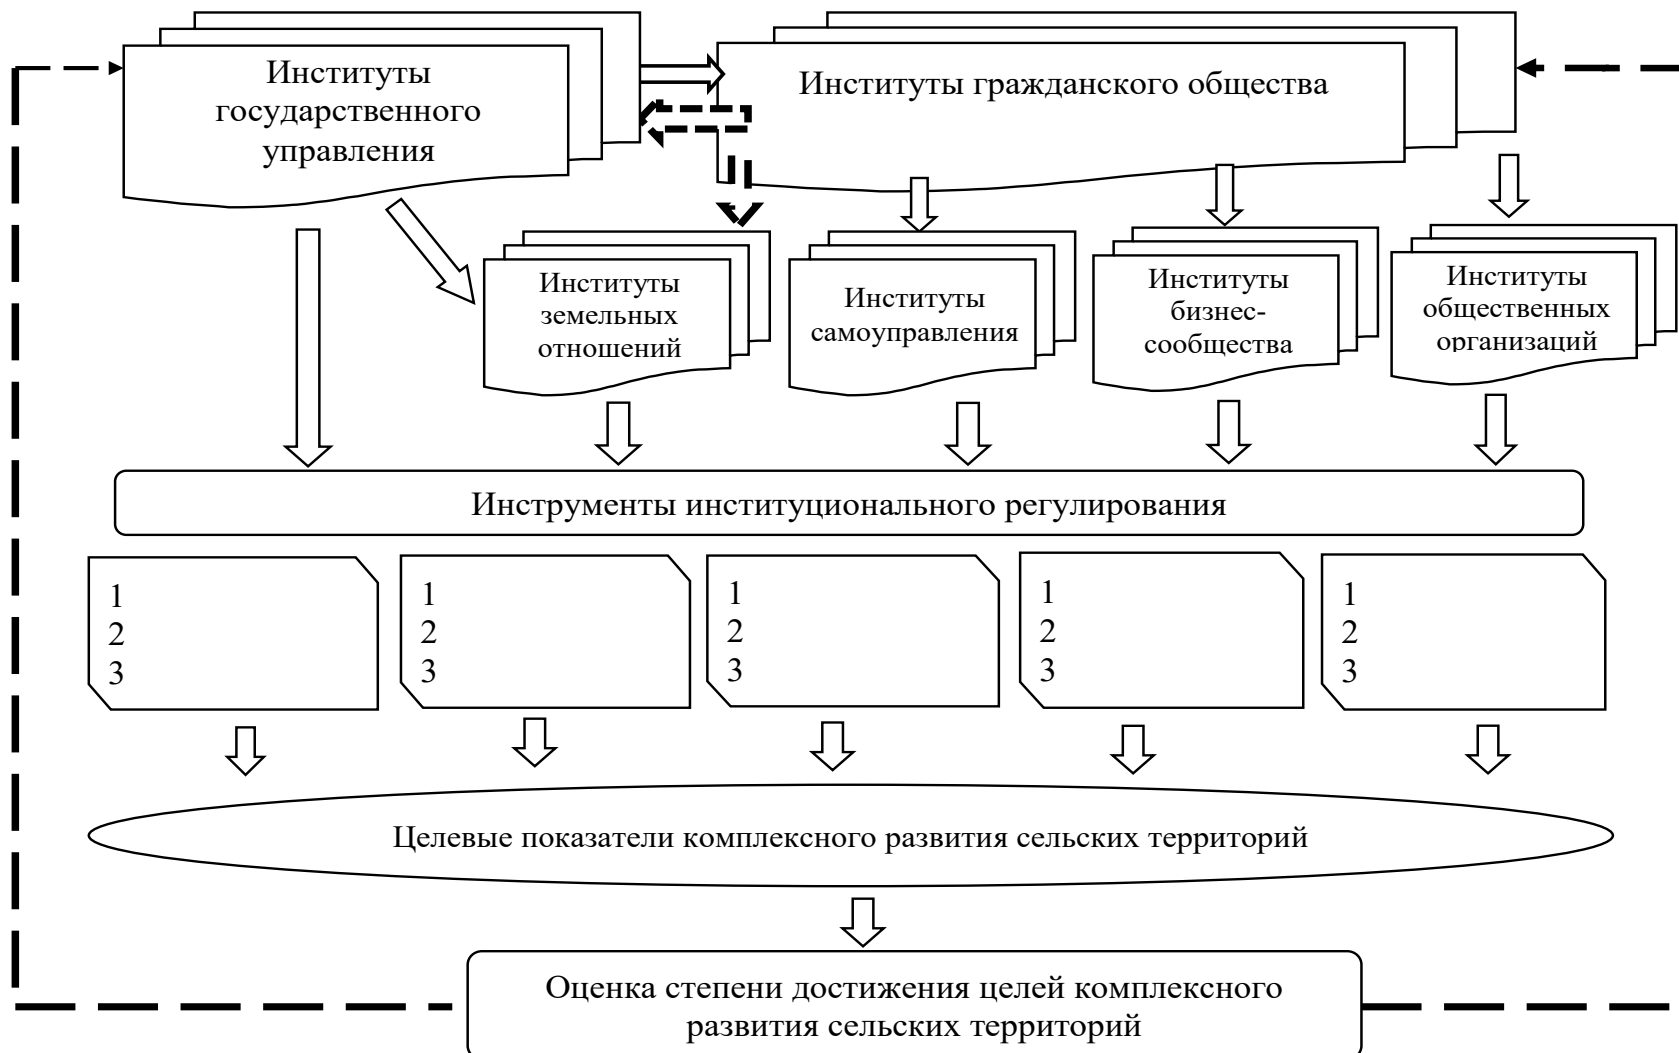 Институты
государственного
управления
Институты гражданского общества
Институты
земельных
отношений
Институты
самоуправления
Институты
бизнес-
сообщества
Институты
общественных
организаций
Инструменты институционального регулирования
1
2
3
1
2
3
1
2
3
1
2
3
1
2
3
Целевые показатели комплексного развития сельских территорий
Оценка степени достижения целей комплексного
развития сельских территорий